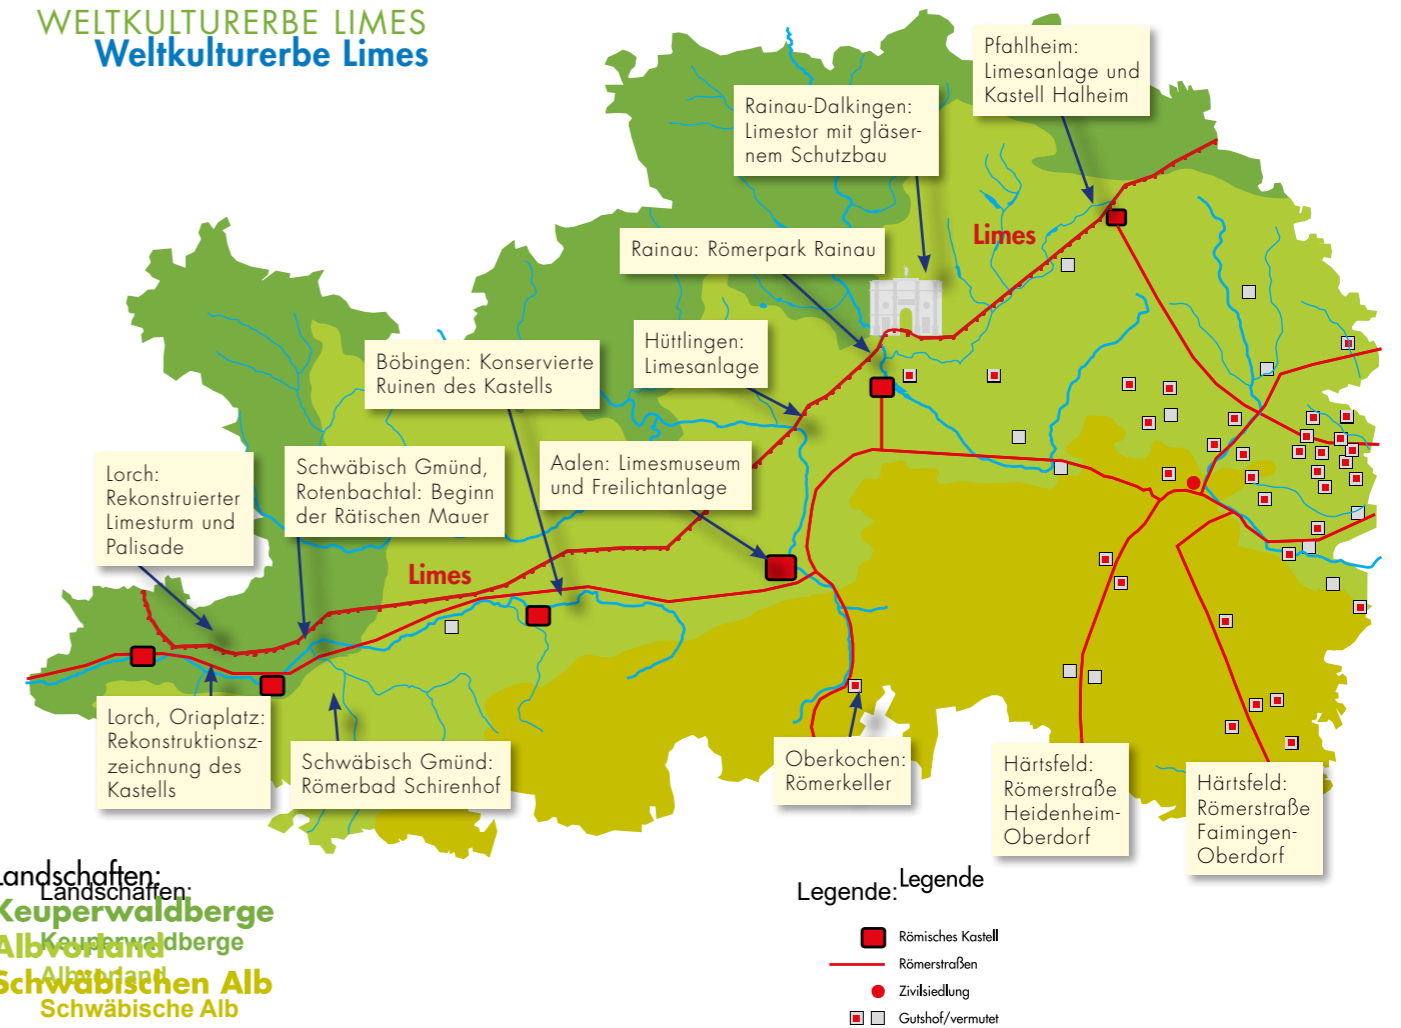 WELTKULTURERBE LIMES
Weltkulturerbe Limes
Pfahlheim:
Limesanlage und
Kastell Halheim
Rainau-Dalkingen:
Limestor mit gläser-
nem Schutzbau
Limes
Rainau: Römerpark Rainau
Hüttlingen:
Limesanlage
Böbingen: Konservierte
Ruinen des Kastells
Aalen: Limesmuseum
und Freilichtanlage
Schwäbisch Gmünd,
Rotenbachtal: Beginn
der Rätischen Mauer
Lorch:
Rekonstruierter
Limesturm und
Palisade
Limes
Lorch, Oriaplatz:
Rekonstruktionsz-
zeichnung des
Kastells
Schwäbisch Gmünd:
Römerbad Schirenhof
Oberkochen:
Römerkeller
Härtsfeld:
Römerstraße
Heidenheim-
Oberdorf
Härtsfeld:
Römerstraße
Faimingen-
Oberdorf
Landschaften:
Landschaften:
Keuperwaldberge
Keuperwaldberge
Albvorland
Albvorland
Schwäbischen Alb
Schwäbische Alb
Legende:
Legende
Römisches Kastell
Römerstraßen
Zivilsiedlung
Gutshof/vermutet